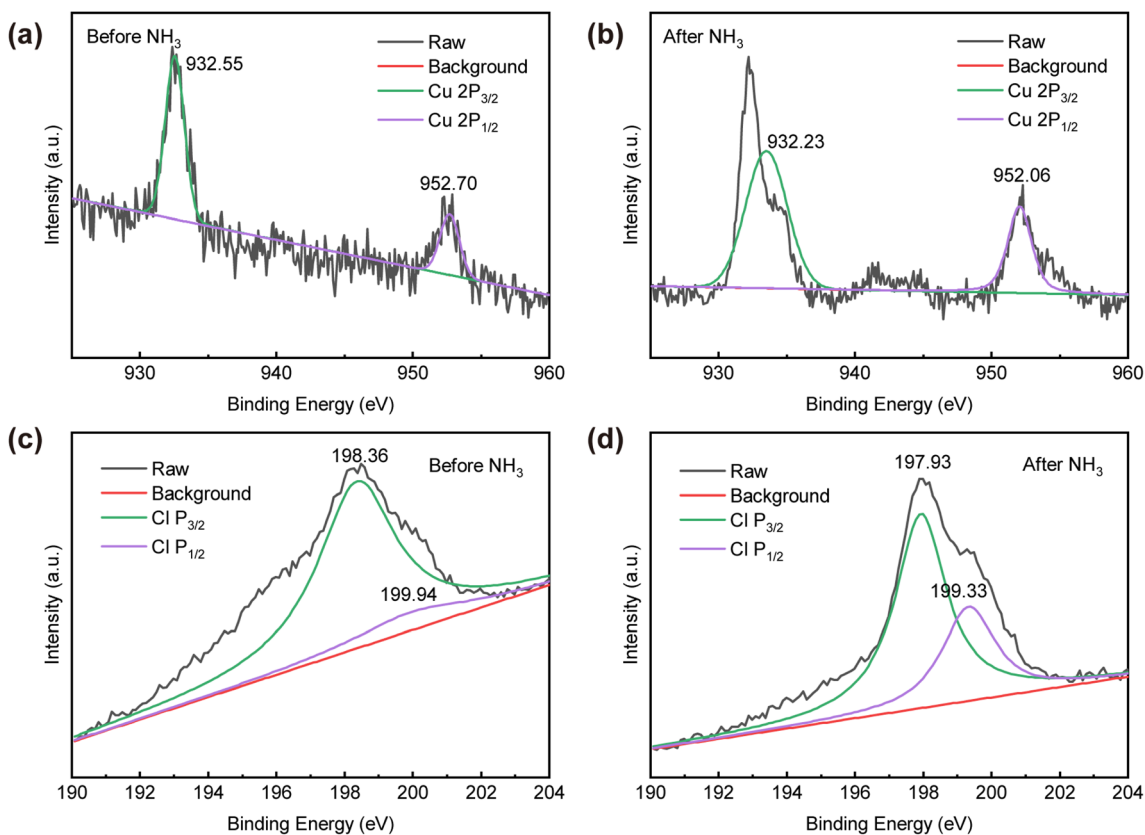 (a)
Before NH₃
932.55
952.70
Raw
Background
Cu 2P₃/₂
Cu 2P₁/₂
Intensity (a.u.)
930 940 950 960
Binding Energy (eV)
(b)
After NH₃
932.23
952.06
Raw
Background
Cu 2P₃/₂
Cu 2P₁/₂
Intensity (a.u.)
930 940 950 960
Binding Energy (eV)
(c)
Before NH₃
198.36
199.94
Raw
Background
Cl P₃/₂
Cl P₁/₂
Intensity (a.u.)
190 192 194 196 198 200 202 204
Binding Energy (eV)
(d)
After NH₃
197.93
199.33
Raw
Background
Cl P₃/₂
Cl P₁/₂
Intensity (a.u.)
190 192 194 196 198 200 202 204
Binding Energy (eV)